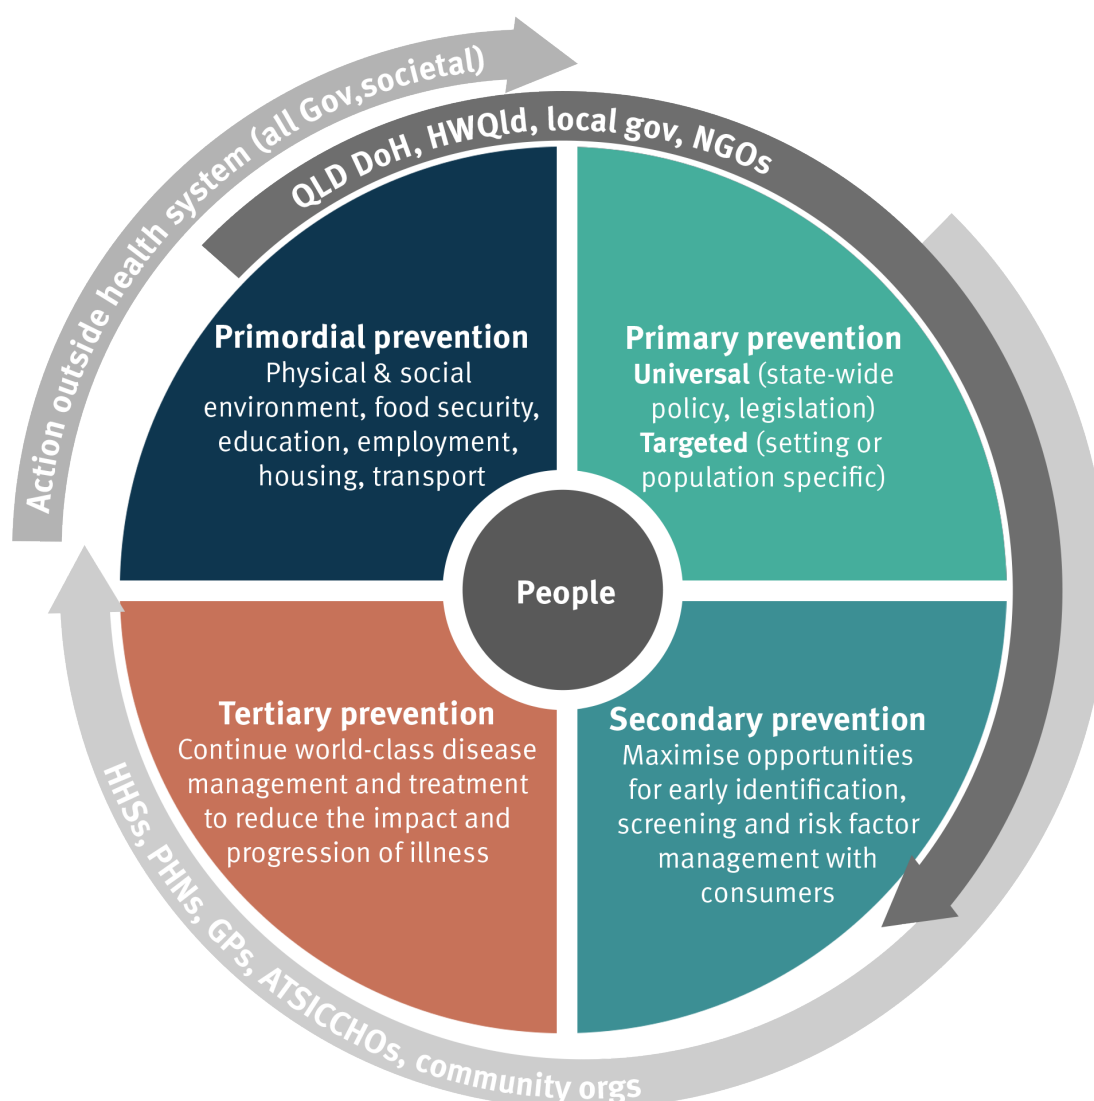 Action outside health system (all Gov,societal)
QLD DoH, HWQld, local gov, NGOs
Primordial prevention
Physical & social
environment, food security,
education, employment,
housing, transport
Primary prevention
Universal (state-wide
policy, legislation)
Targeted (setting or
population specific)
People
Tertiary prevention
Continue world-class disease
management and treatment
to reduce the impact and
progression of illness
Secondary prevention
Maximise opportunities
for early identification,
screening and risk factor
management with
consumers
HHSs, PHNs, GPs, ATSICCHOs, community orgs